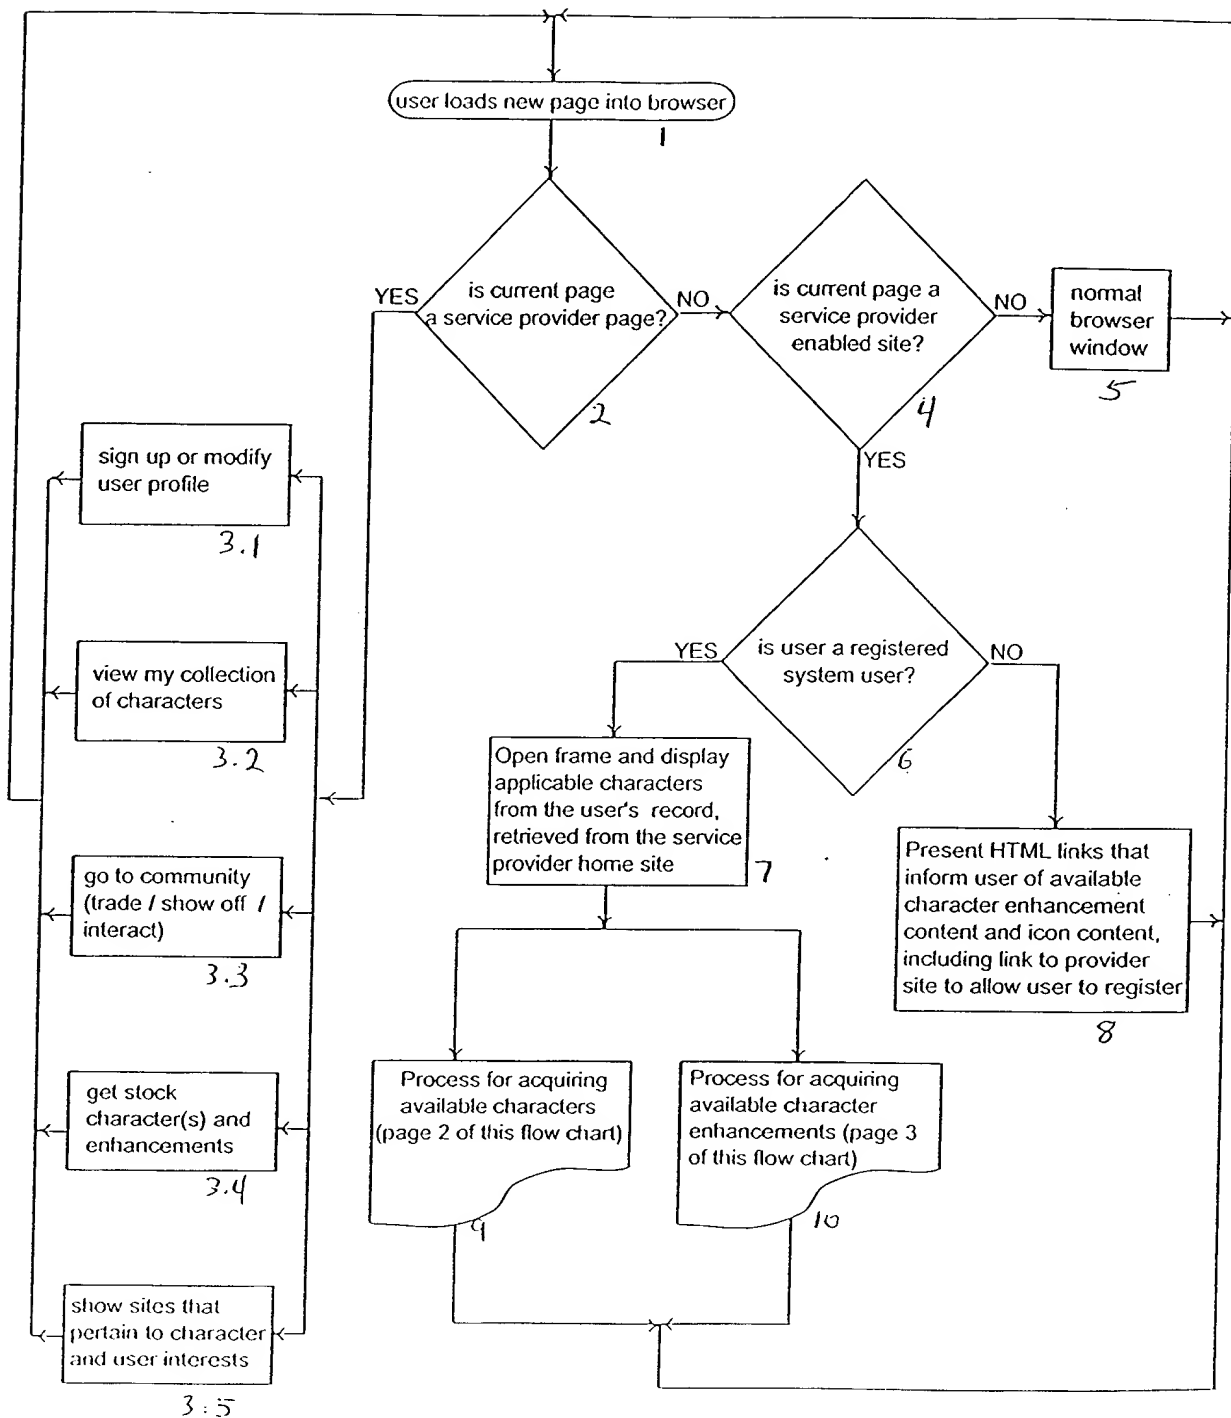 user loads new page into browser
1
YES
is current page
a service provider page?
NO
2
is current page a
service provider
enabled site?
NO
4
YES
normal
browser
window
5
sign up or modify
user profile
3.1
view my collection
of characters
3.2
go to community
(trade / show off /
interact)
3.3
get stock
character(s) and
enhancements
3.4
show sites that
pertain to character
and user interests
3.5
YES
is user a registered
system user?
NO
6
Open frame and display
applicable characters
from the user's record,
retrieved from the service
provider home site
7
Present HTML links that
inform user of available
character enhancement
content and icon content,
including link to provider
site to allow user to register
8
Process for acquiring
available characters
(page 2 of this flow chart)
9
Process for acquiring
available character
enhancements (page 3
of this flow chart)
10